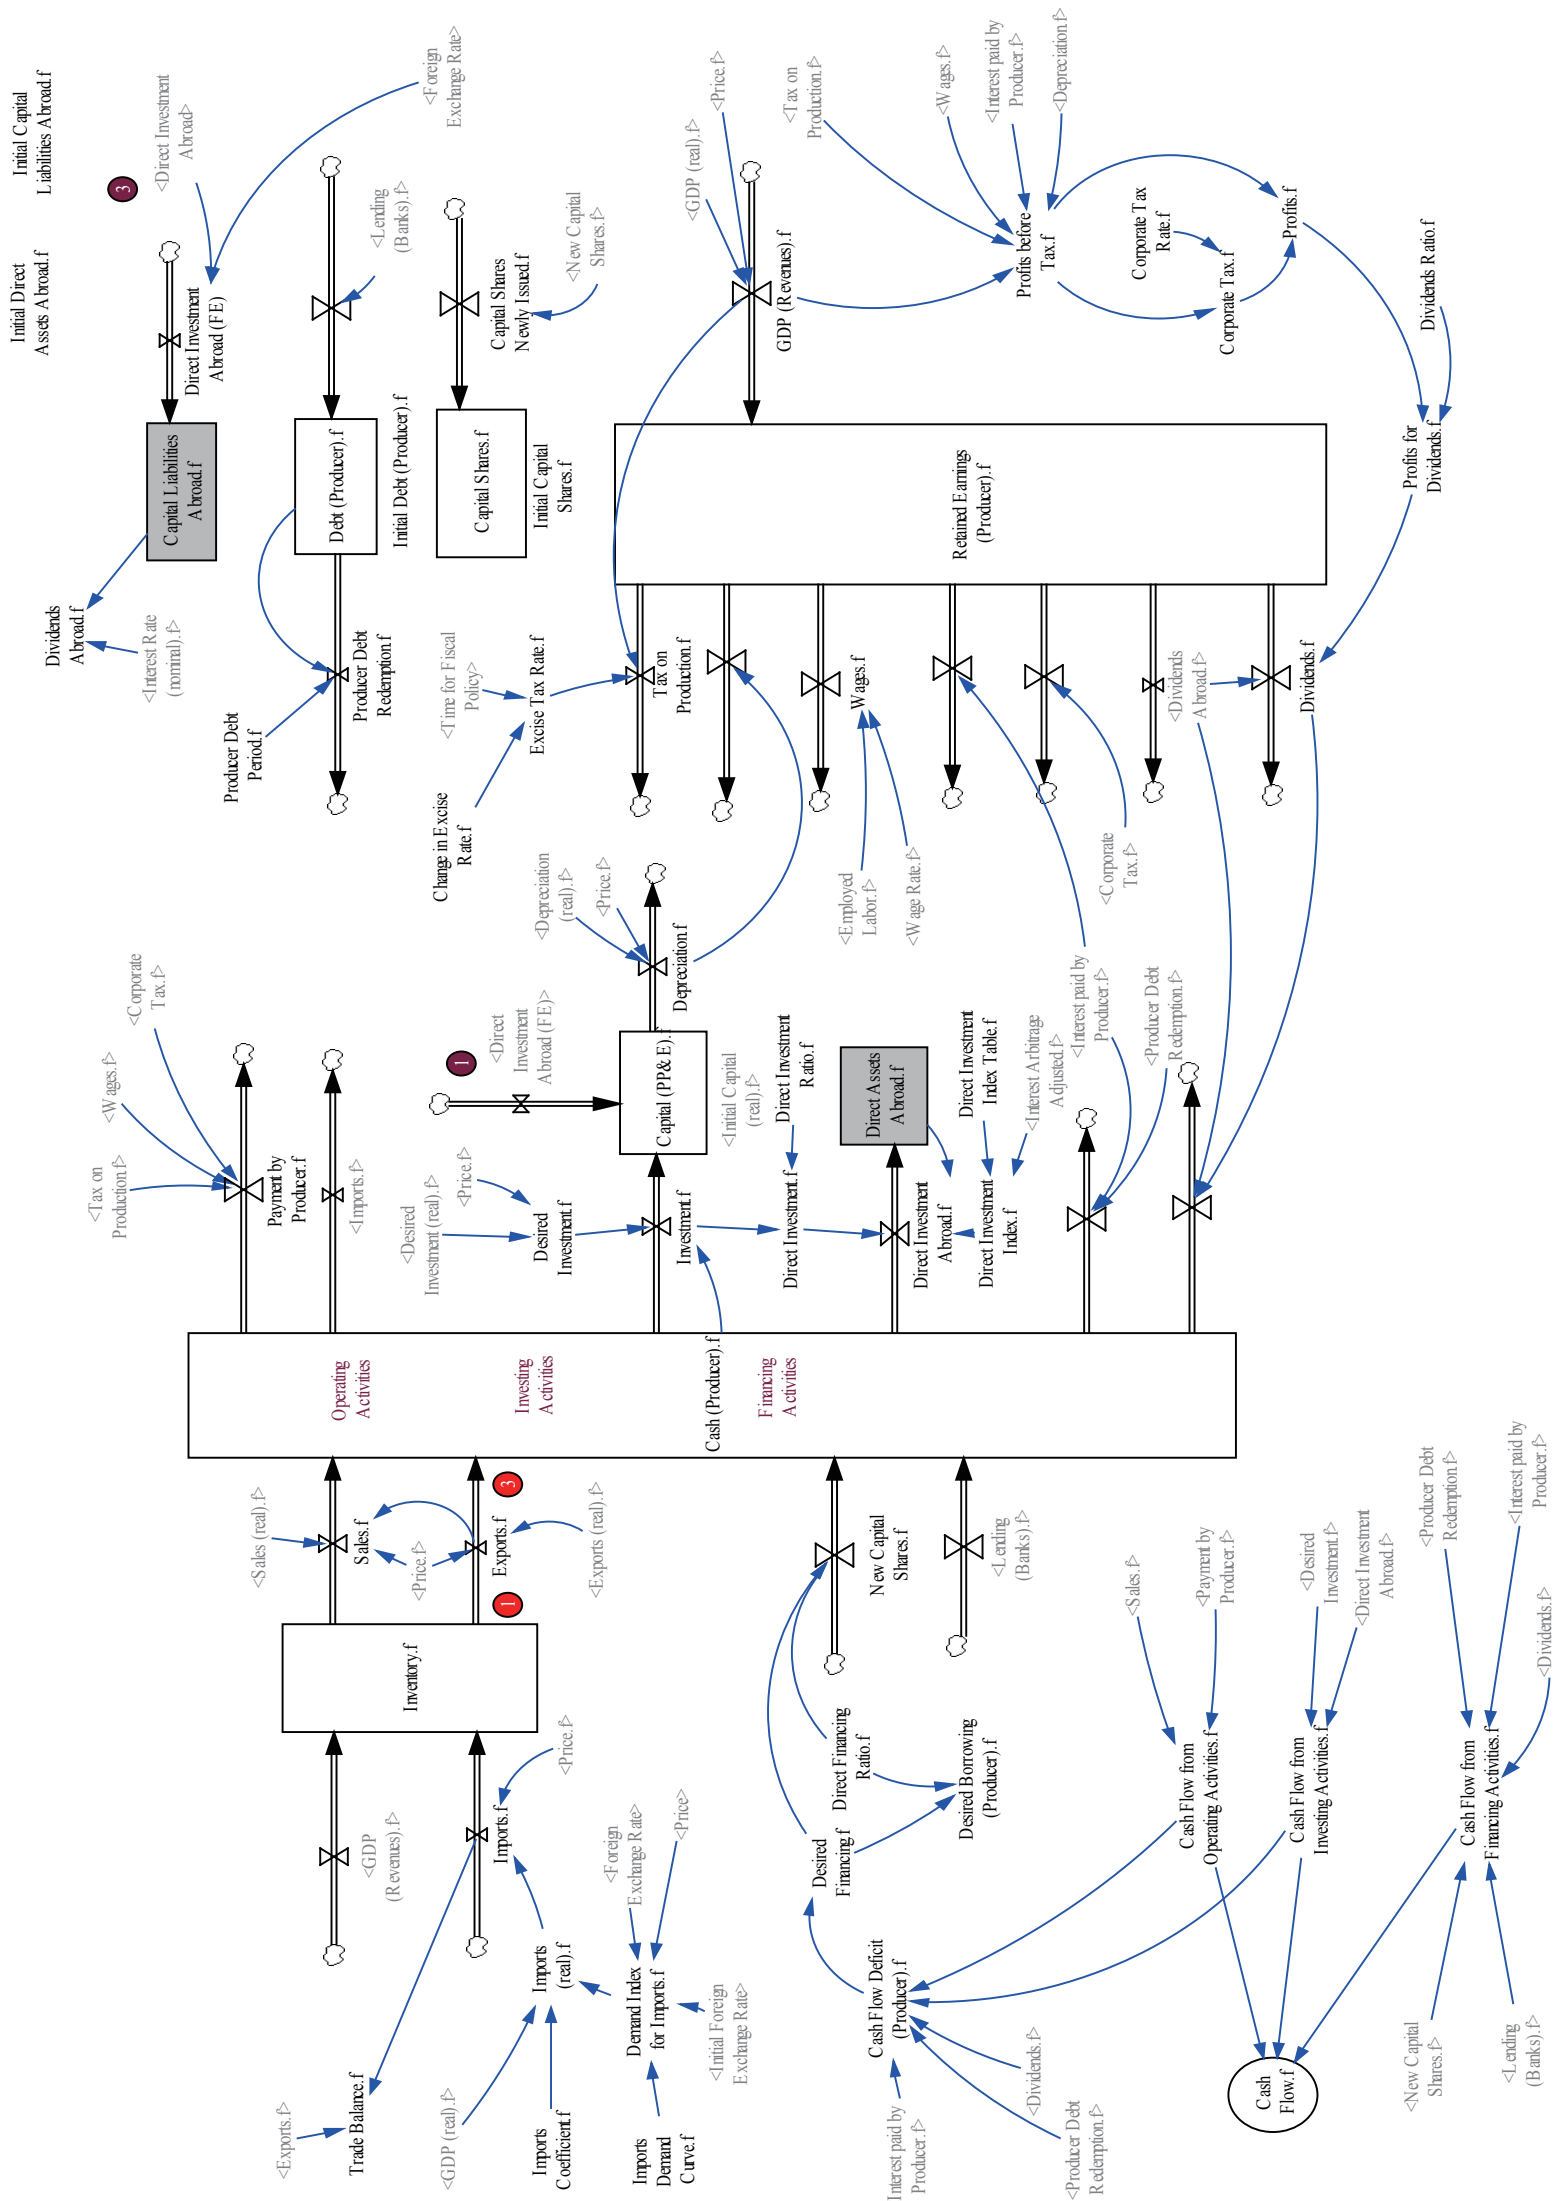 Initial Direct
Assets Abroad.f
Initial Capital
Liabilities Abroad.f
3
<Direct Investment
Abroad>
<Foreign
Exchange Rate>
Direct Investment
Abroad (FE)
Capital Liabilities
Abroad.f
Dividends
Abroad.f
<Interest Rate
(nominal).f>
<Tax on
Production.f>
<Wages.f>
<Corporate
Tax.f>
Payment by
Producer.f
<Imports.f>
Producer Debt
Period.f
Producer Debt
Redemption.f
Debt (Producer).f
Initial Debt (Producer).f
<Lending
(Banks).f>
<Exports.f>
Trade Balance.f
<GDP
(Revenues).f>
Inventory.f
<Sales (real).f>
Sales.f
<Price.f>
Exports.f
1
3
<Exports (real).f>
Operating
Activities
Investing
Activities
Cash (Producer).f
Financing
Activities
<GDP (real).f>
Imports
Coefficient.f
Imports
(real).f
Imports.f
<Price.f>
Imports
Demand
Curve.f
Demand Index
for Imports.f
<Foreign
Exchange Rate>
<Price>
<Initial Foreign
Exchange Rate>
<Desired
Investment (real).f>
<Price.f>
Desired
Investment.f
Investment.f
1
<Direct
Investment
Abroad (FE)>
Capital (PP&E).f
<Initial Capital
(real).f>
<Depreciation
(real).f>
<Price.f>
Depreciation.f
Change in Excise
Rate.f
<Time for Fiscal
Policy>
Excise Tax Rate.f
Tax on
Production.f
Capital Shares.f
Initial Capital
Shares.f
Capital Shares
Newly Issued.f
<New Capital
Shares.f>
<GDP (real).f>
<Price.f>
GDP (Revenues).f
Direct Investment
Ratio.f
Direct Investment.f
Direct Assets
Abroad.f
Direct Investment
Abroad.f
Direct Investment
Index.f
Direct Investment
Index Table.f
<Interest Arbitrage
Adjusted.f>
<Employed
Labor.f>
<Wage Rate.f>
Wages.f
Retained Earnings
(Producer).f
<Tax on
Production.f>
<Wages.f>
<Interest paid by
Producer.f>
<Depreciation.f>
Profits before
Tax.f
Corporate Tax
Rate.f
Corporate Tax.f
Profits.f
Desired
Financing.f
Direct Financing
Ratio.f
Desired Borrowing
(Producer).f
New Capital
Shares.f
<Lending
(Banks).f>
<Interest paid by
Producer.f>
<Producer Debt
Redemption.f>
<Corporate
Tax.f>
<Dividends
Abroad.f>
Dividends.f
Profits for
Dividends.f
Dividends Ratio.f
Cash Flow Deficit
(Producer).f
Interest paid by
Producer.f>
<Dividends.f>
<Producer Debt
Redemption.f>
<Sales.f>
<Payment by
Producer.f>
Cash Flow from
Operating Activities.f
<Desired
Investment.f>
<Direct Investment
Abroad.f>
Cash Flow from
Investing Activities.f
Cash
Flow.f
<New Capital
Shares.f>
<Lending
(Banks).f>
Cash Flow from
Financing Activities.f
<Producer Debt
Redemption.f>
<Interest paid by
Producer.f>
<Dividends.f>